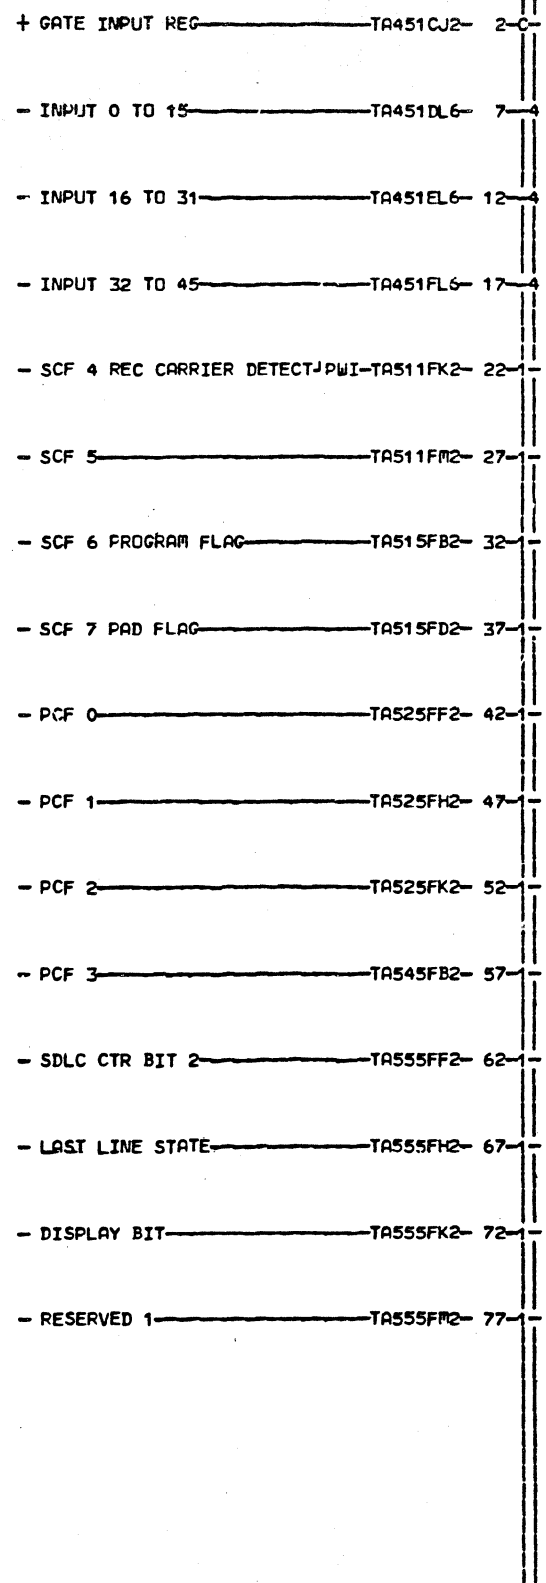 + GATE INPUT REG TA451CJ2- 2-C-
- INPUT 0 TO 15 TA451DL6- 7-4
- INPUT 16 TO 31 TA451EL6- 12-4
- INPUT 32 TO 45 TA451FL6- 17-4
- SCF 4 REC CARRIER DETECT PWI-TA511FK2- 22-1-
- SCF 5 TA511FM2- 27-1-
- SCF 6 PROGRAM FLAG TA515FB2- 32-1-
- SCF 7 PAD FLAG TA515FD2- 37-1-
- PCF 0 TA525FF2- 42-1-
- PCF 1 TA525FH2- 47-1-
- PCF 2 TA525FK2- 52-1-
- PCF 3 TA545FB2- 57-1-
- SDLC CTR BIT 2 TA555FF2- 62-1-
- LAST LINE STATE TA555FH2- 67-1-
- DISPLAY BIT TA555FK2- 72-1-
- RESERVED 1 TA555FM2- 77-1-